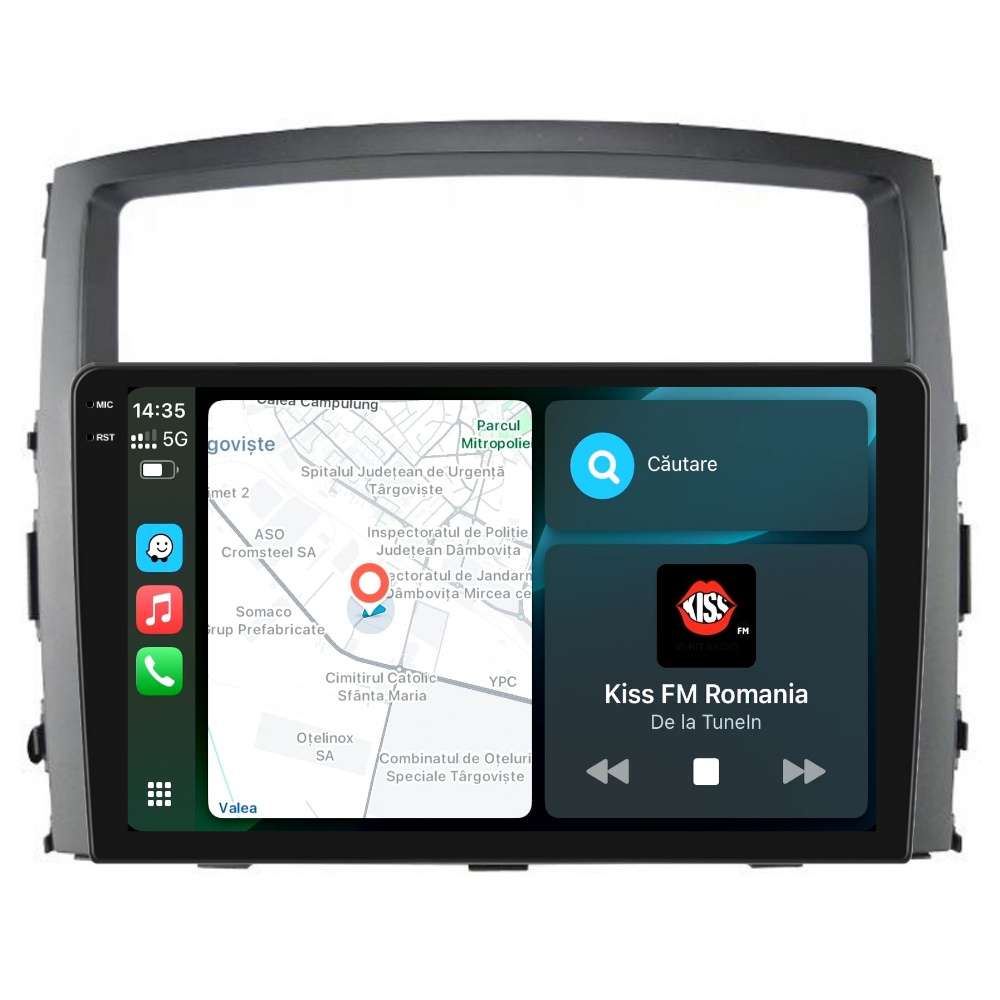 MIC
RST
14:35
5G
Calea Câmpulung
goviște
Parcul
Mitropolie
Spitalul Județean de Urgență
Târgoviște
imet 2
ASO
Cromsteel SA
Inspectoratul de Poliție
Județean Dâmbovița
ectoratul de Jandarm
Dâmbovița Mircea ce
Somaco
Grup Prefabricate
Cimitirul Catolic
Sfânta Maria
YPC
Oțelinox
SA
Combinatul de Oțeluri
Speciale Târgoviște
Valea
Căutare
KISS
FM
Kiss FM Romania
De la TuneIn